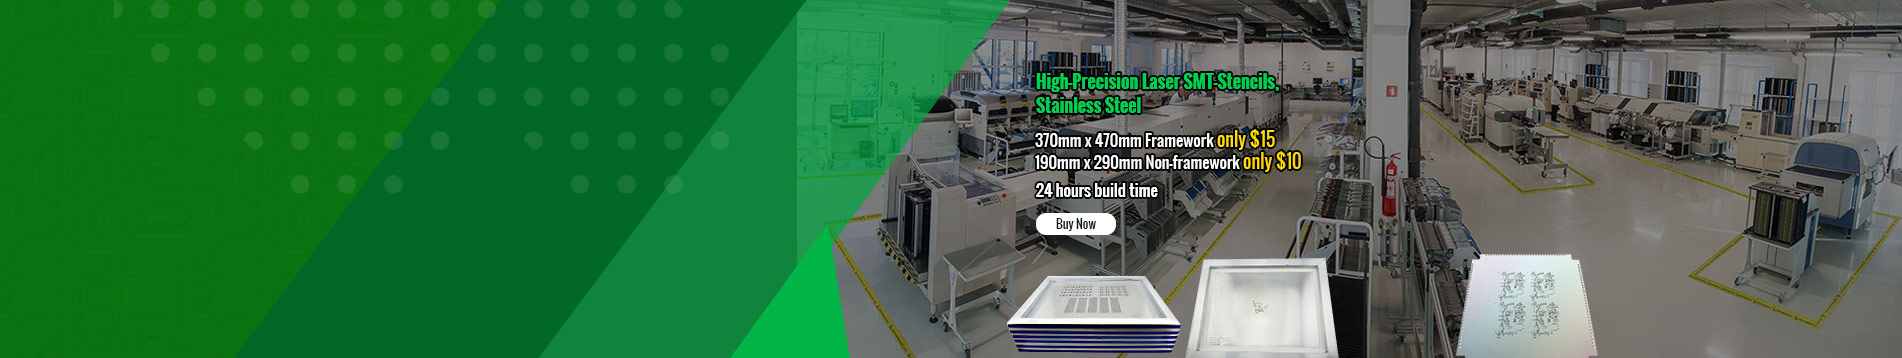 High-Precision Laser SMT-Stencils,
Stainless Steel
370mm x 470mm Framework only $15
190mm x 290mm Non-framework only $10
24 hours build time
Buy Now